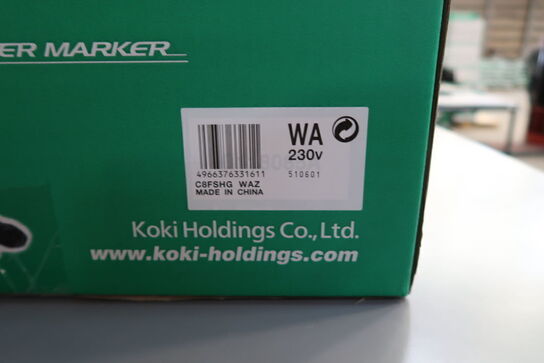 ER MARKER
WA
230v
4966376331611 510601
C8FSHG WAZ
MADE IN CHINA
Koki Holdings Co., Ltd.
www.koki-holdings.com